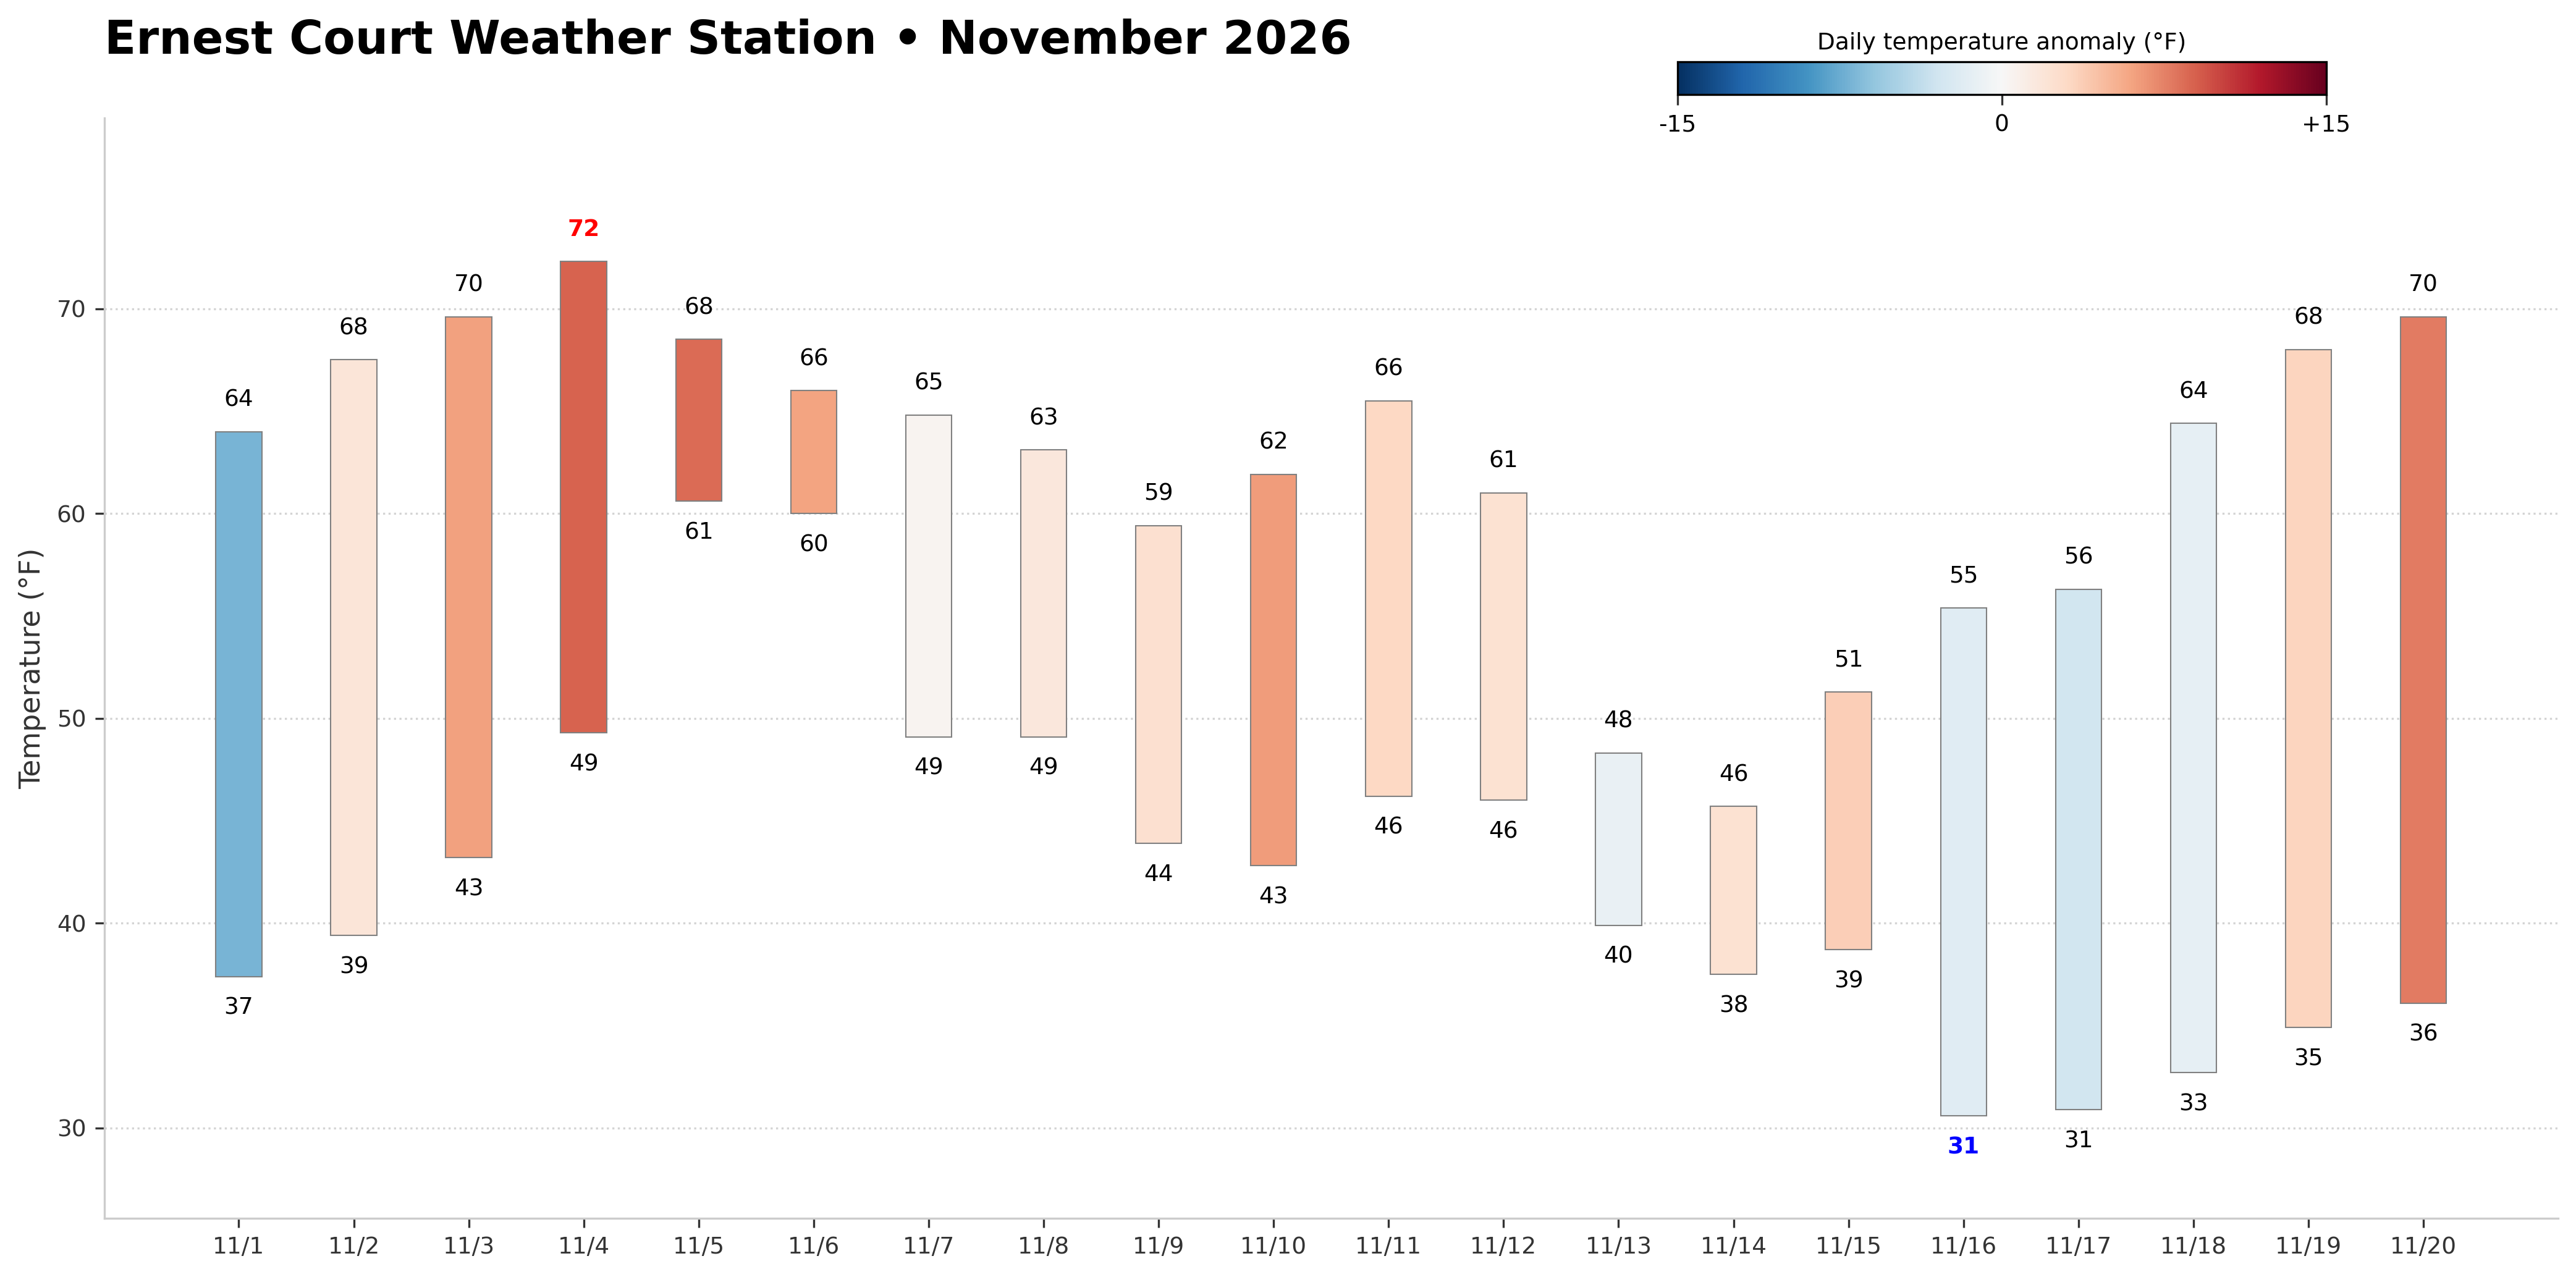 Ernest Court Weather Station • November 2026
Daily temperature anomaly (°F)
-15 0 +15
Temperature (°F)
70
60
50
40
30
64 68 70 72 68 66 65 63 59 62 66 61 48 46 51 55 56 64 68 70
37 39 43 49 61 60 49 49 44 43 46 46 40 38 39 31 31 33 35 36
11/1 11/2 11/3 11/4 11/5 11/6 11/7 11/8 11/9 11/10 11/11 11/12 11/13 11/14 11/15 11/16 11/17 11/18 11/19 11/20